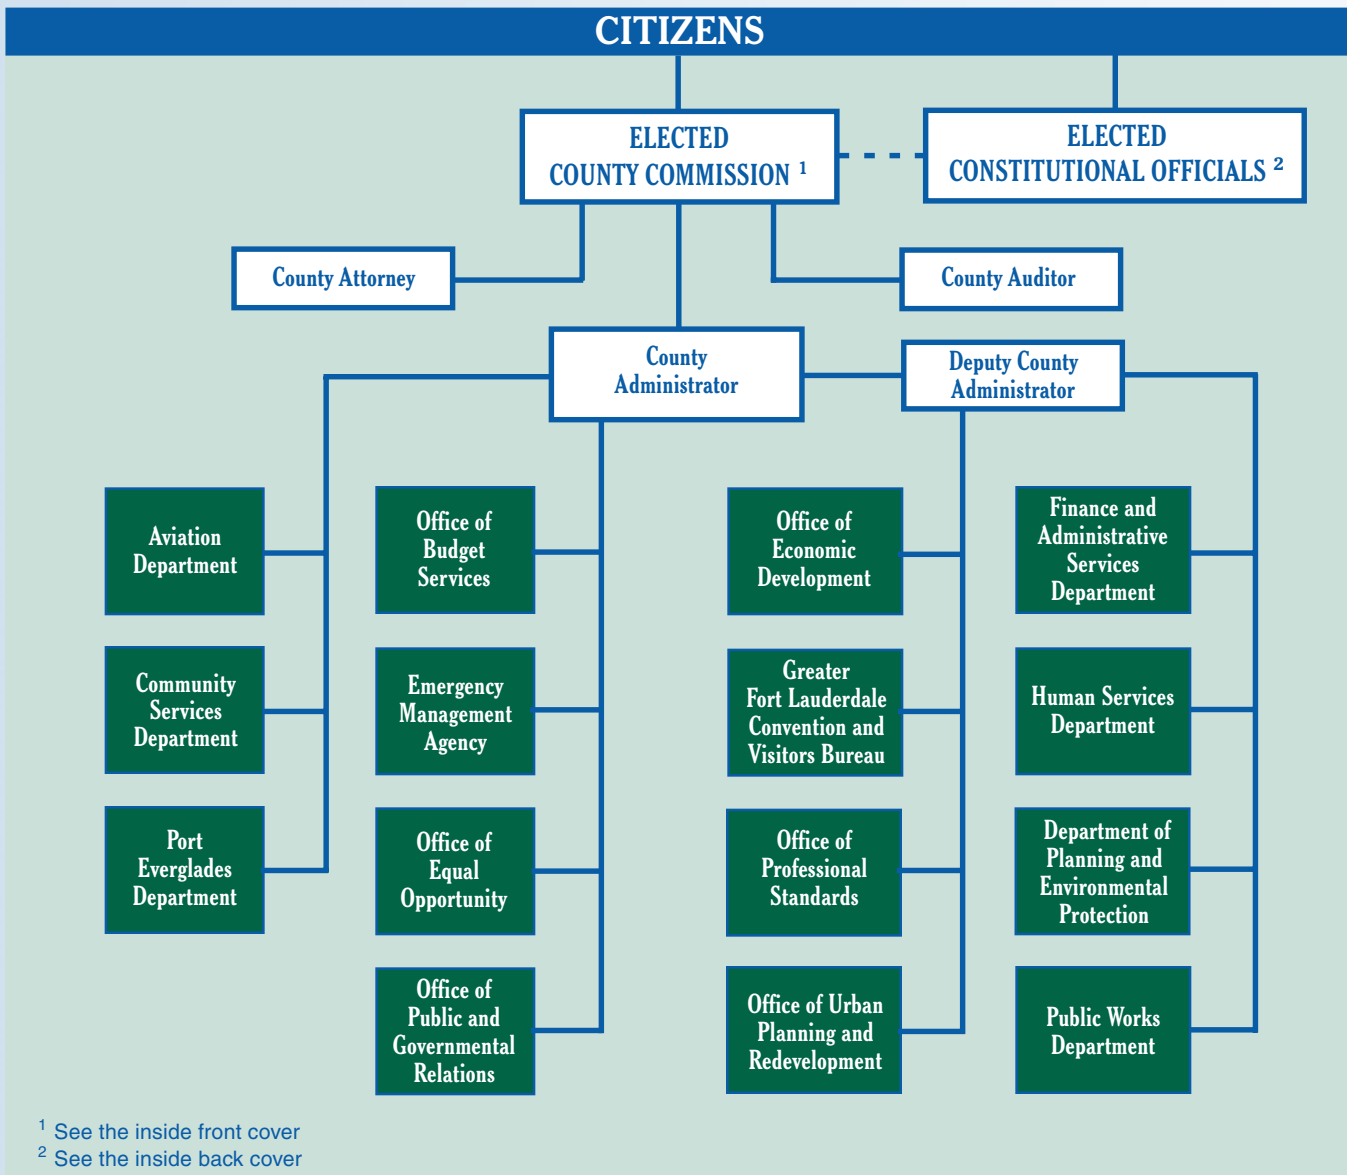 CITIZENS
ELECTED
COUNTY COMMISSION 1
ELECTED
CONSTITUTIONAL OFFICIALS 2
County Attorney
County Auditor
County
Administrator
Deputy County
Administrator
Aviation
Department
Community
Services
Department
Port
Everglades
Department
Office of
Budget
Services
Emergency
Management
Agency
Office of
Equal
Opportunity
Office of
Public and
Governmental
Relations
Office of
Economic
Development
Greater
Fort Lauderdale
Convention and
Visitors Bureau
Office of
Professional
Standards
Office of Urban
Planning and
Redevelopment
Finance and
Administrative
Services
Department
Human Services
Department
Department of
Planning and
Environmental
Protection
Public Works
Department
1 See the inside front cover
2 See the inside back cover